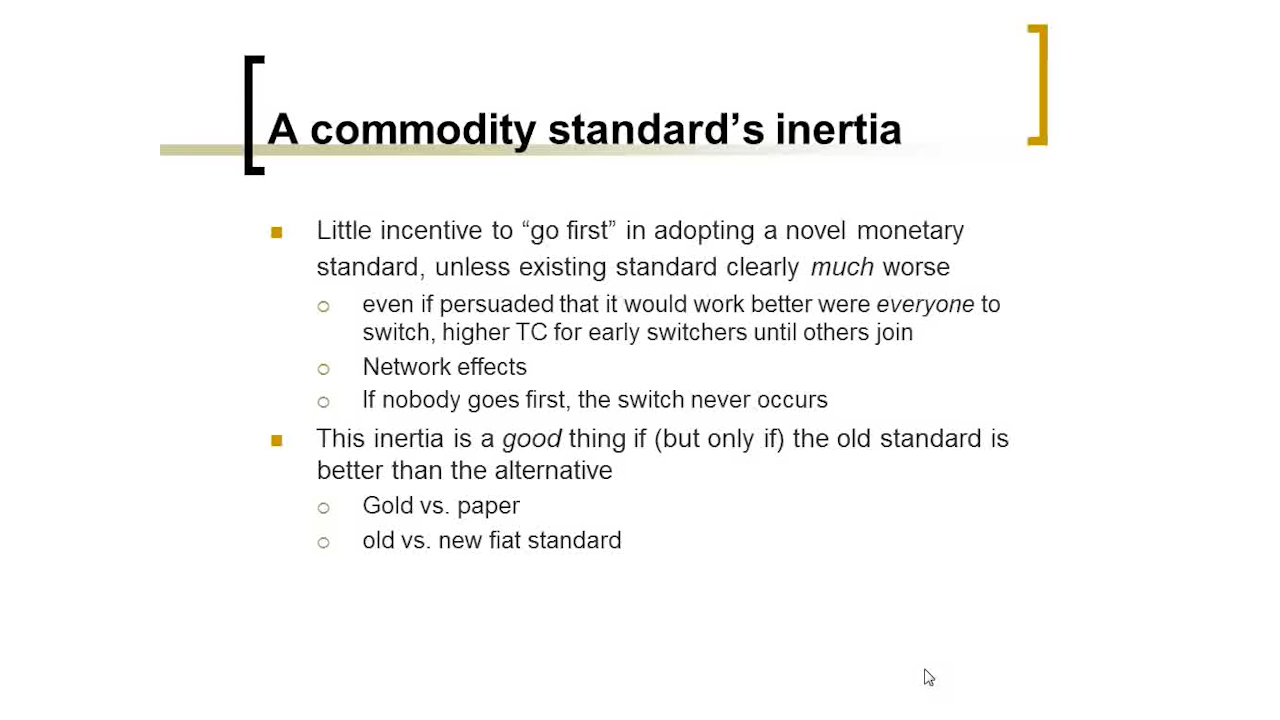 A commodity standard’s inertia
Little incentive to “go first” in adopting a novel monetary
standard, unless existing standard clearly much worse
even if persuaded that it would work better were everyone to
switch, higher TC for early switchers until others join
Network effects
If nobody goes first, the switch never occurs
This inertia is a good thing if (but only if) the old standard is
better than the alternative
Gold vs. paper
old vs. new fiat standard